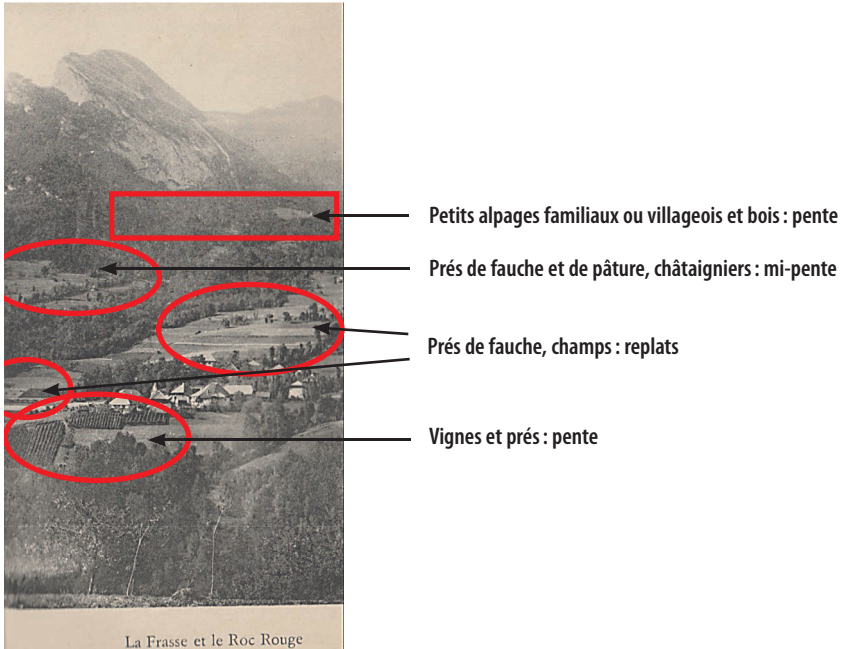 Petits alpages familiaux ou villageois et bois : pente
Prés de fauche et de pâture, châtaigniers : mi-pente
Prés de fauche, champs : replats
Vignes et prés : pente
La Frasse et le Roc Rouge